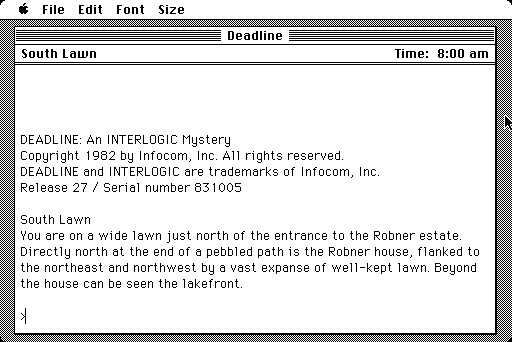 File Edit Font Size
Deadline
South Lawn Time: 8:00 am
DEADLINE: An INTERLOGIC Mystery
Copyright 1982 by Infocom, Inc. All rights reserved.
DEADLINE and INTERLOGIC are trademarks of Infocom, Inc.
Release 27 / Serial number 831005
South Lawn
You are on a wide lawn just north of the entrance to the Robner estate.
Directly north at the end of a pebbled path is the Robner house, flanked to
the northeast and northwest by a vast expanse of well-kept lawn. Beyond
the house can be seen the lakefront.
>